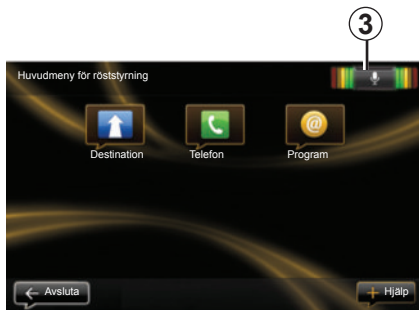 3
Huvudmeny för röststyrning
Destination
Telefon
Program
Avsluta
Hjälp